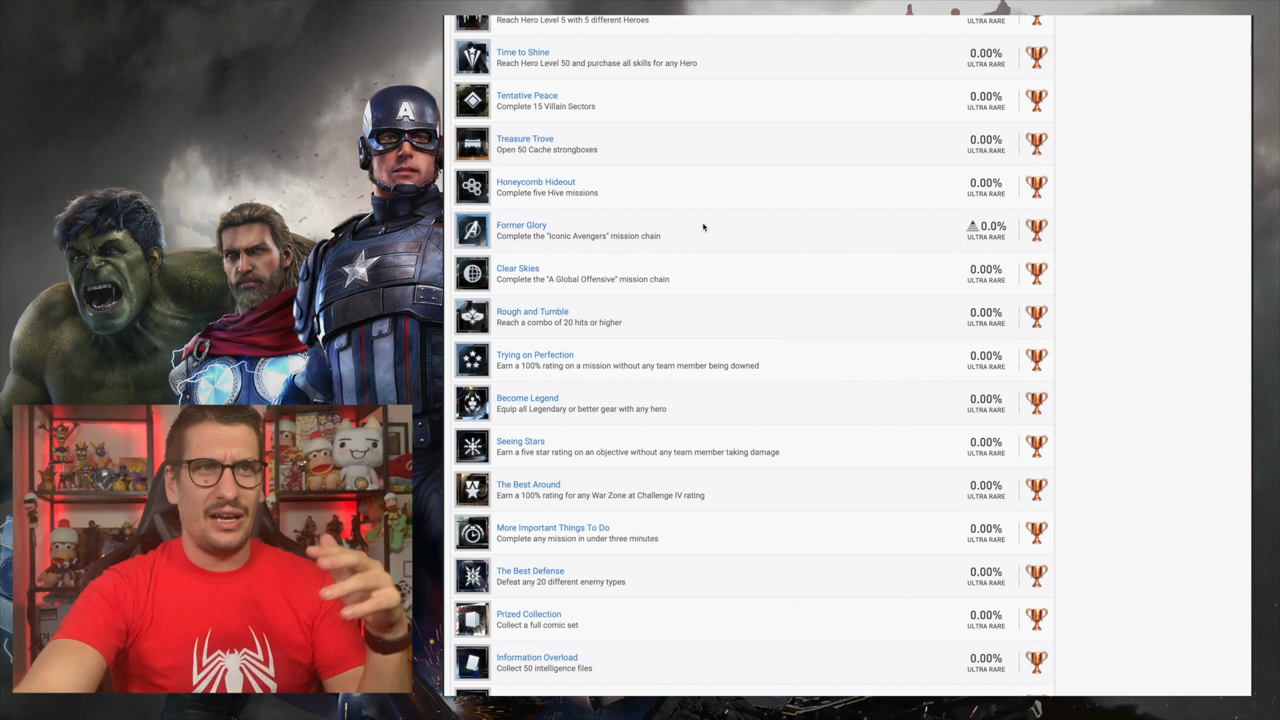 Reach Hero Level 5 with 5 different Heroes
ULTRA RARE
Time to Shine
Reach Hero Level 50 and purchase all skills for any Hero
0.00%
ULTRA RARE
Tentative Peace
Complete 15 Villain Sectors
0.00%
ULTRA RARE
Treasure Trove
Open 50 Cache strongboxes
0.00%
ULTRA RARE
Honeycomb Hideout
Complete five Hive missions
0.00%
ULTRA RARE
Former Glory
Complete the "Iconic Avengers" mission chain
0.0%
ULTRA RARE
Clear Skies
Complete the "A Global Offensive" mission chain
0.00%
ULTRA RARE
Rough and Tumble
Reach a combo of 20 hits or higher
0.00%
ULTRA RARE
Trying on Perfection
Earn a 100% rating on a mission without any team member being downed
0.00%
ULTRA RARE
Become Legend
Equip all Legendary or better gear with any hero
0.00%
ULTRA RARE
Seeing Stars
Earn a five star rating on an objective without any team member taking damage
0.00%
ULTRA RARE
The Best Around
Earn a 100% rating for any War Zone at Challenge IV rating
0.00%
ULTRA RARE
More Important Things To Do
Complete any mission in under three minutes
0.00%
ULTRA RARE
The Best Defense
Defeat any 20 different enemy types
0.00%
ULTRA RARE
Prized Collection
Collect a full comic set
0.00%
ULTRA RARE
Information Overload
Collect 50 intelligence files
0.00%
ULTRA RARE
A